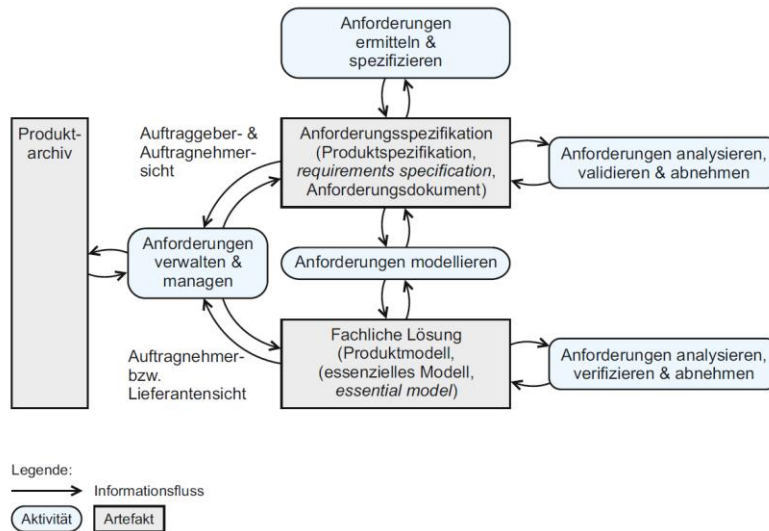 Anforderungen
ermitteln &
spezifizieren
Produkt-
archiv
Auftraggeber- &
Auftragnehmer-
sicht
Anforderungsspezifikation
(Produktspezifikation,
requirements specification,
Anforderungsdokument)
Anforderungen analysieren,
validieren & abnehmen
Anforderungen
verwalten &
managen
Anforderungen modellieren
Auftragnehmer-
bzw.
Lieferantensicht
Fachliche Lösung
(Produktmodell,
(essenzielles Modell,
essential model)
Anforderungen analysieren,
verifizieren & abnehmen
Legende:
Informationsfluss
Aktivität
Artefakt